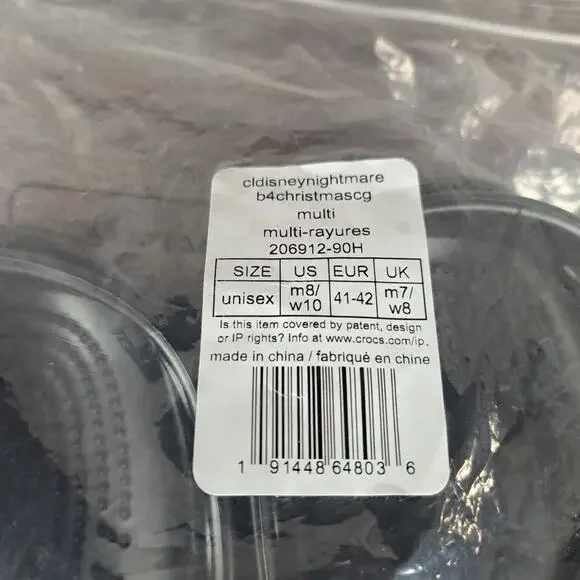 cldisneynightmare
b4christmascg
multi
multi-rayures
206912-90H
SIZE US EUR UK
unisex m8/ w10 41-42 m7/ w8
Is this item covered by patent, design
or IP rights? Info at www.crocs.com/ip.
made in china / fabriqué en chine
1 91448 64803 6